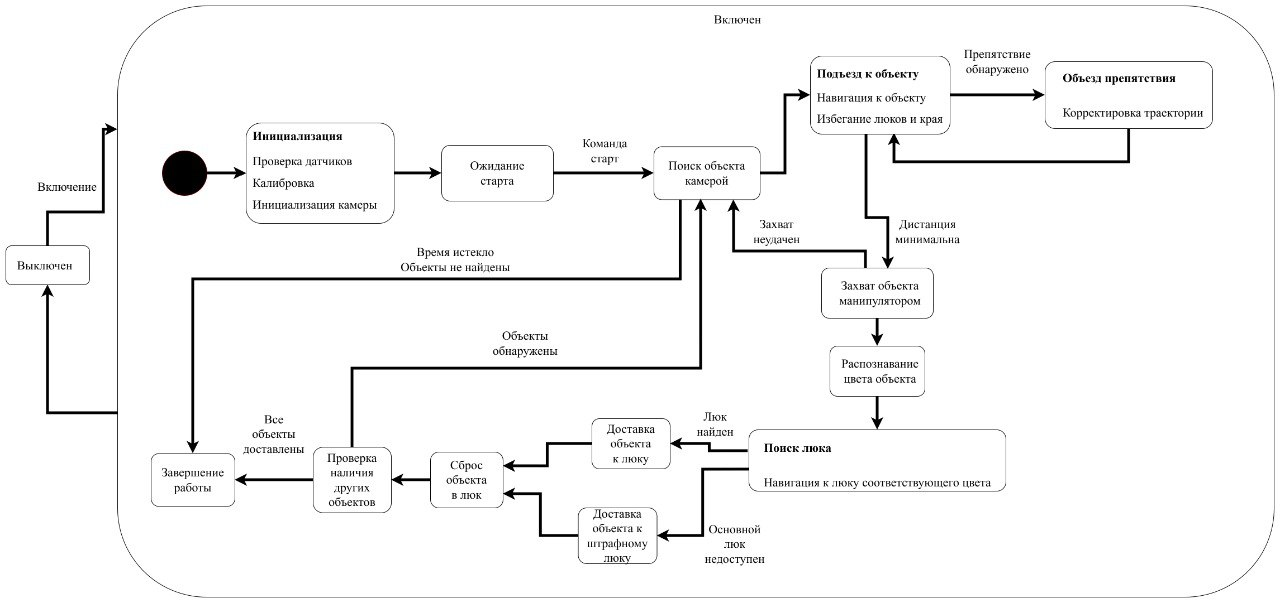 Включен
Подъезд к объекту
Навигация к объекту
Избегание люков и края
Препятствие
обнаружено
Объезд препятствия
Корректировка траектории
Инициализация
Проверка датчиков
Калибровка
Инициализация камеры
Ожидание
старта
Команда
старт
Поиск объекта
камерой
Включение
Выключен
Захват
неудачен
Дистанция
минимальна
Время истекло
Объекты не найдены
Захват объекта
манипулятором
Объекты
обнаружены
Распознавание
цвета объекта
Все
объекты
доставлены
Люк
найден
Доставка
объекта
к люку
Поиск люка
Навигация к люку соответствующего цвета
Завершение
работы
Проверка
наличия
других
объектов
Сброс
объекта
в люк
Доставка
объекта к
штрафному
люку
Основной
люк
недоступен